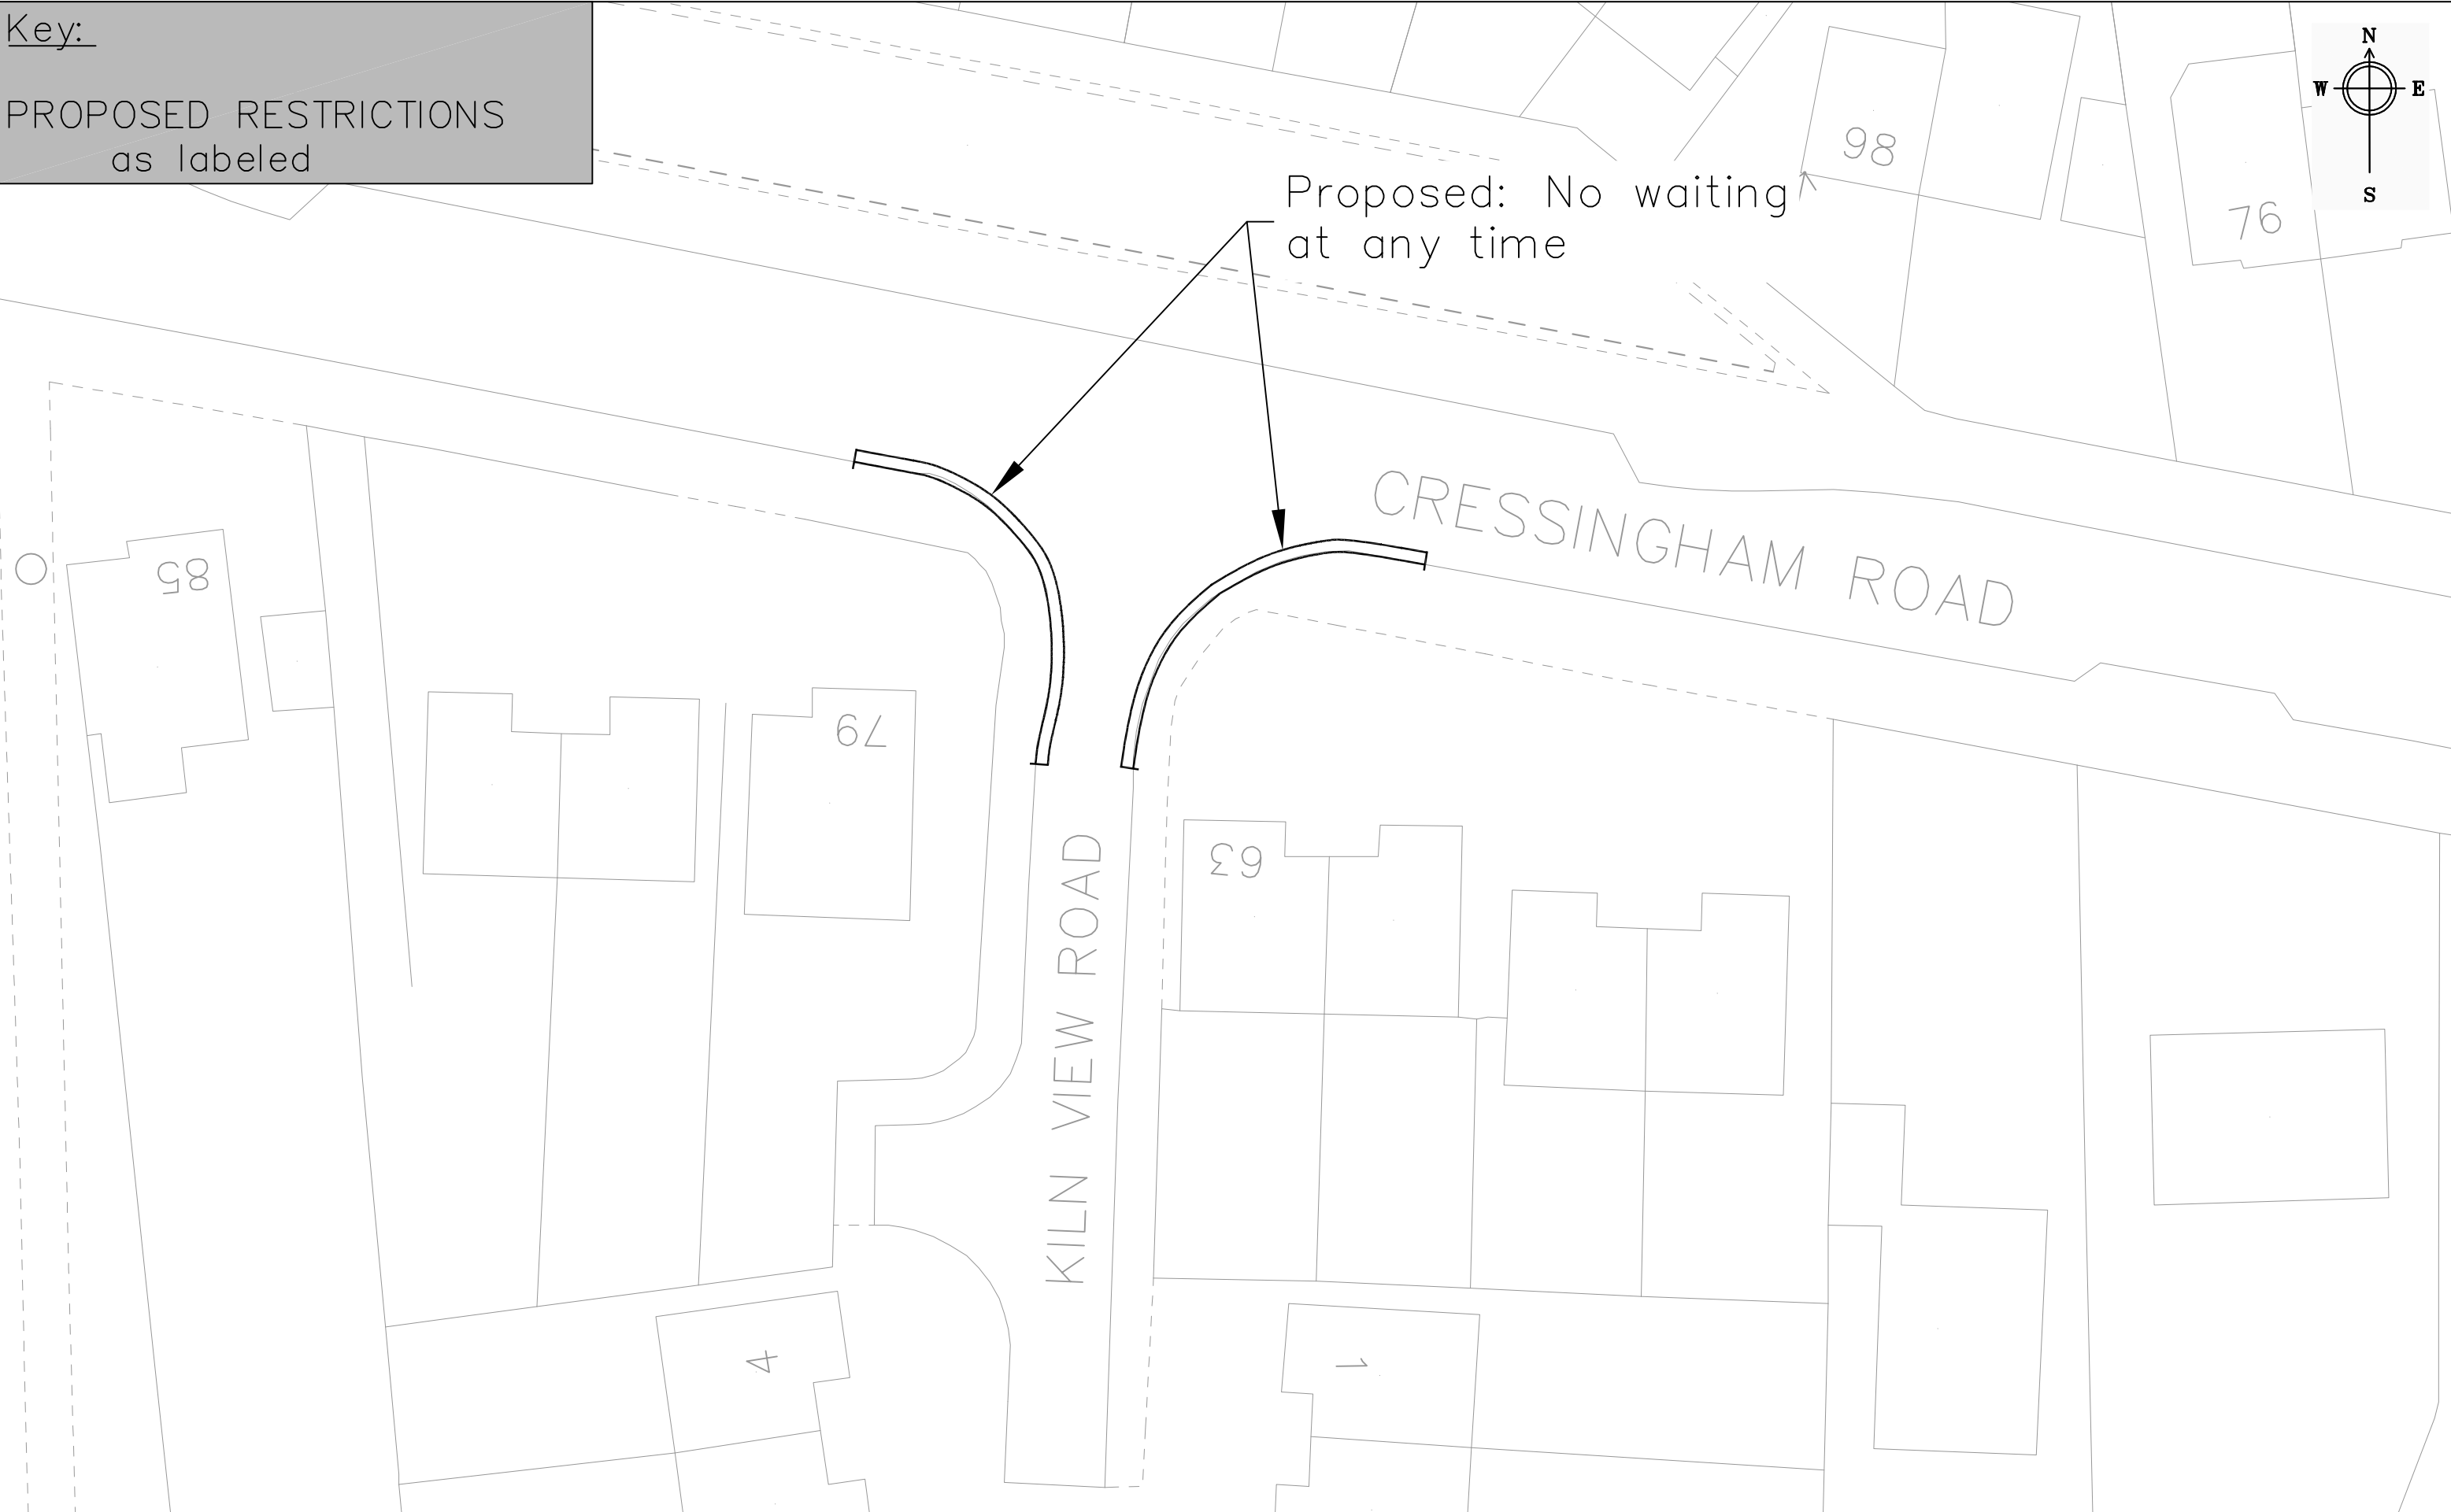 Key:
PROPOSED RESTRICTIONS
as labeled
N
W E
S
98
76
Proposed: No waiting
at any time
CRESSINGHAM ROAD
85
79
63
KILN VIEW ROAD
4
1